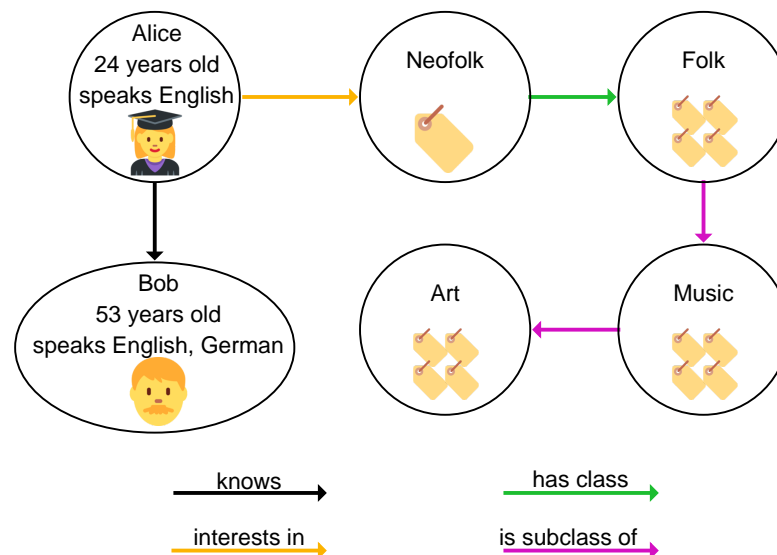 Alice
24 years old
speaks English
Neofolk
Folk
Bob
53 years old
speaks English, German
Art
Music
knows
has class
interests in
is subclass of